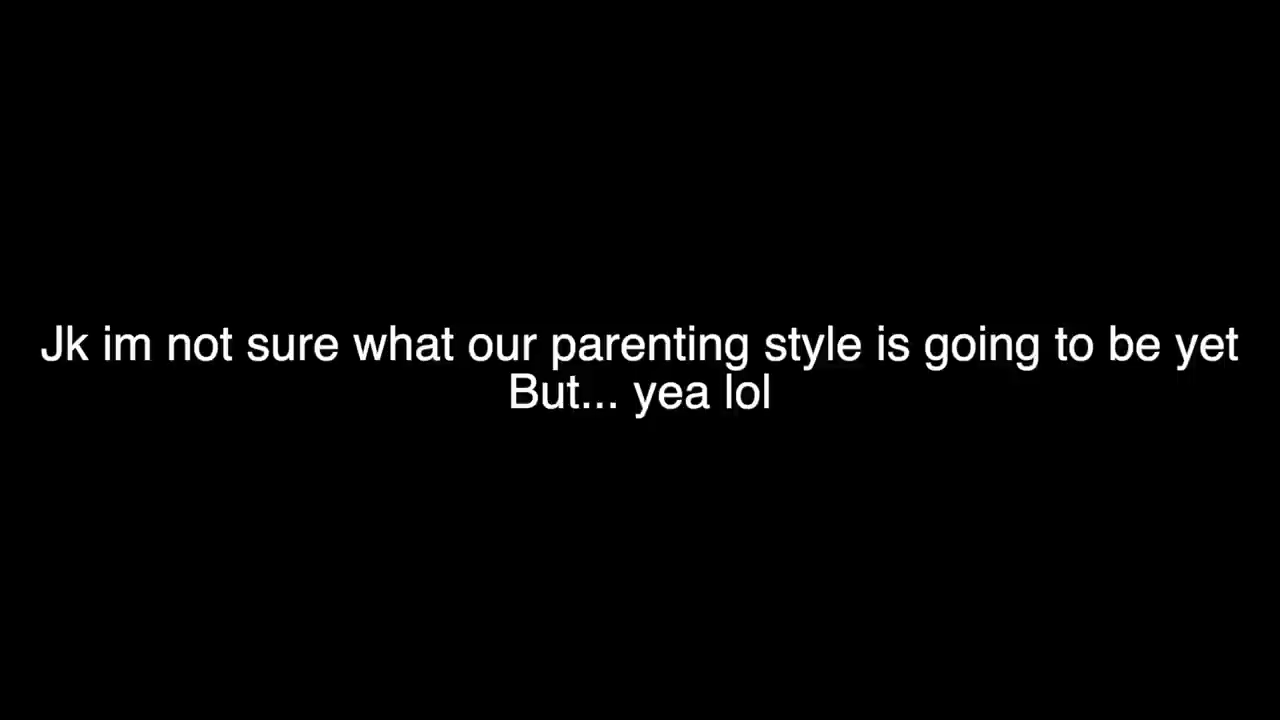 Jk im not sure what our parenting style is going to be yet
But... yea lol